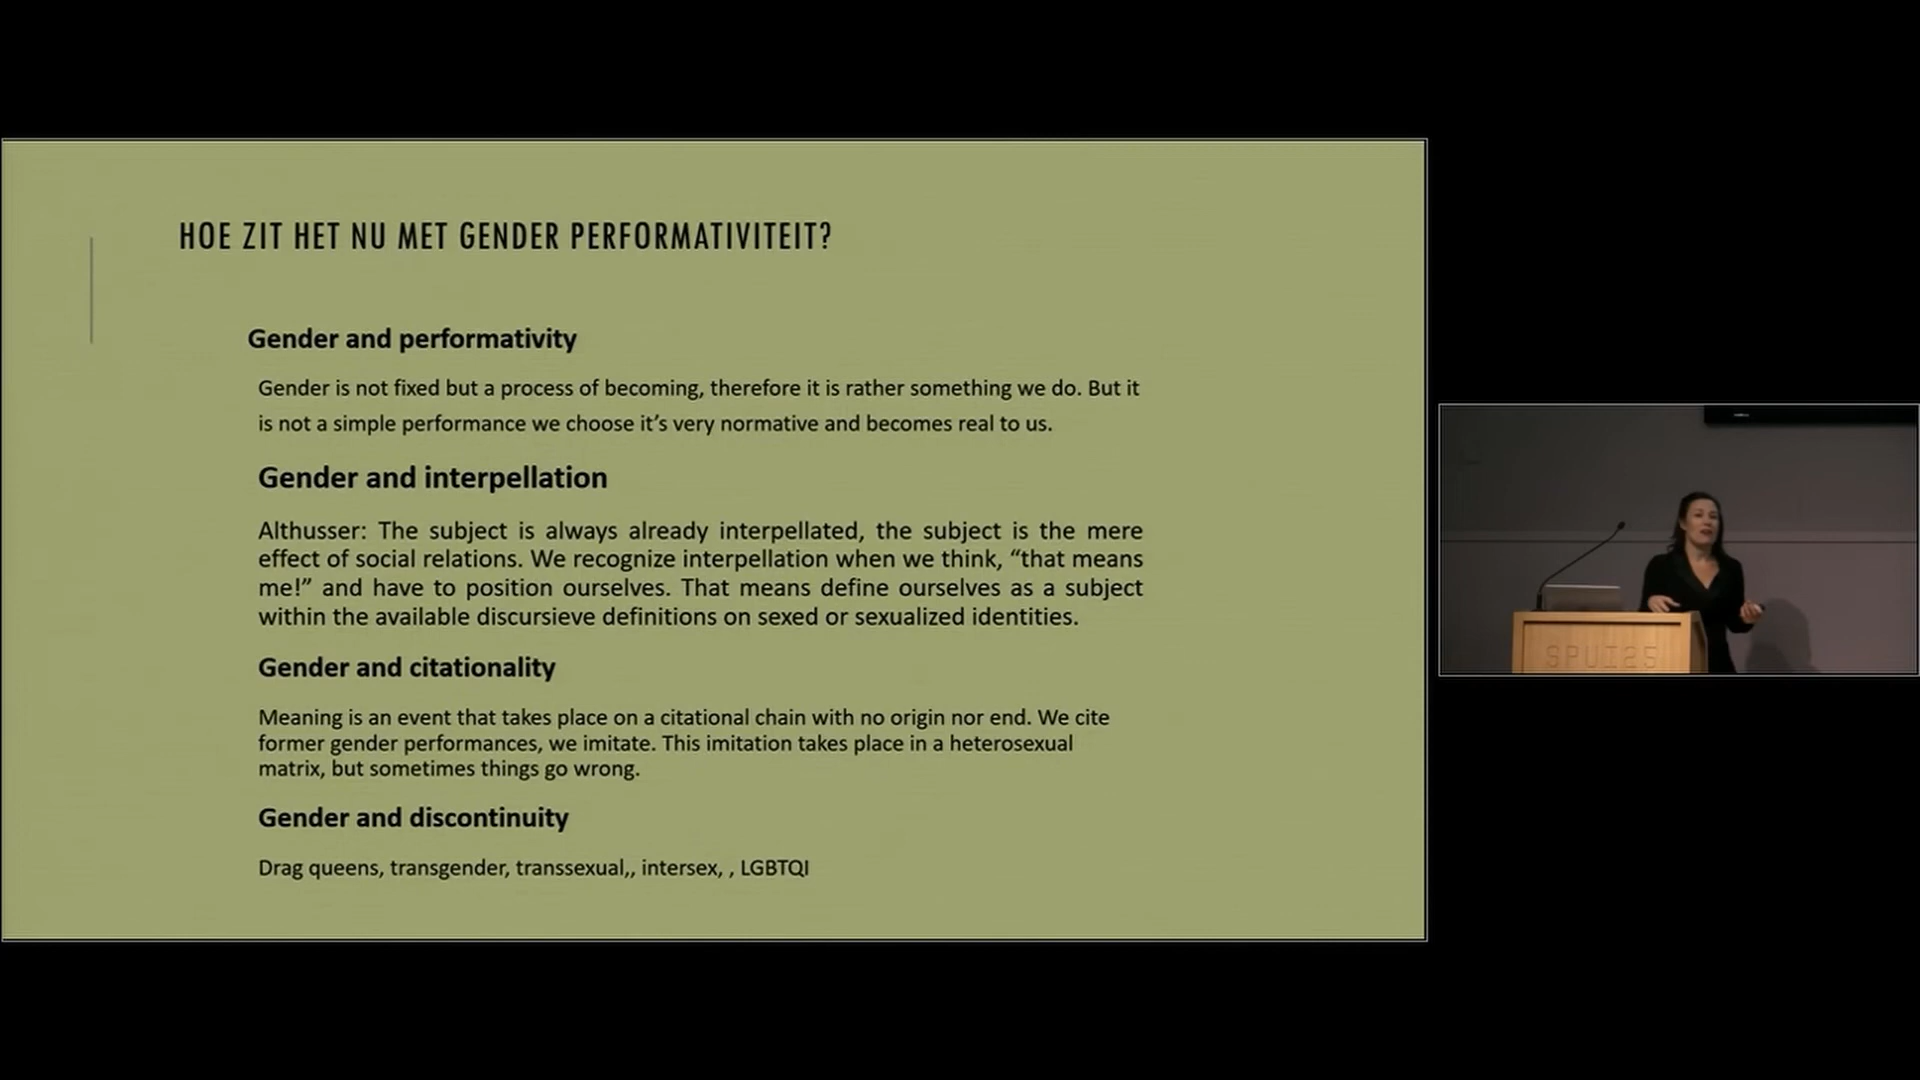 HOE ZIT HET NU MET GENDER PERFORMATIVITEIT?
Gender and performativity
Gender is not fixed but a process of becoming, therefore it is rather something we do. But it
is not a simple performance we choose it’s very normative and becomes real to us.
Gender and interpellation
Althusser: The subject is always already interpellated, the subject is the mere
effect of social relations. We recognize interpellation when we think, “that means
me!” and have to position ourselves. That means define ourselves as a subject
within the available discursieve definitions on sexed or sexualized identities.
Gender and citationality
Meaning is an event that takes place on a citational chain with no origin nor end. We cite
former gender performances, we imitate. This imitation takes place in a heterosexual
matrix, but sometimes things go wrong.
Gender and discontinuity
Drag queens, transgender, transsexual,, intersex, , LGBTQI
SPUI25